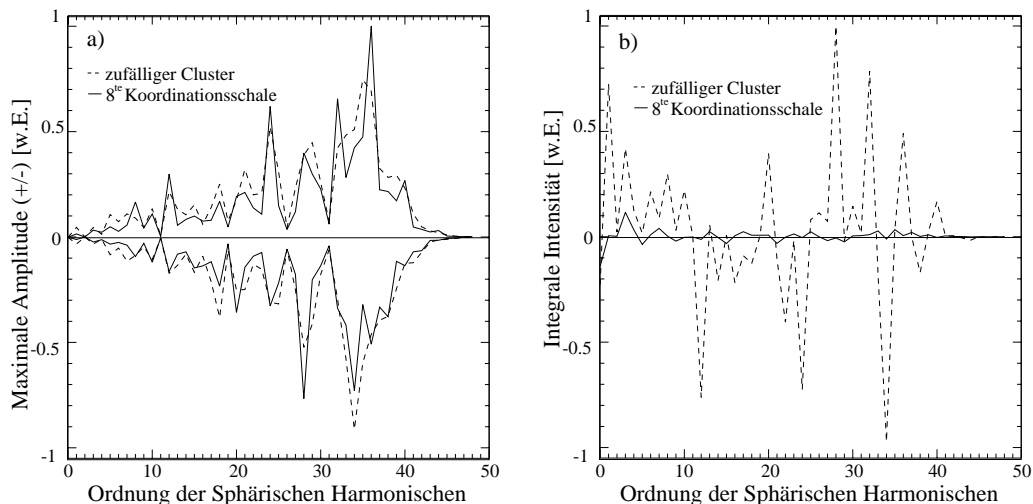 a)
zufälliger Cluster
8te Koordinationsschale
Maximale Amplitude (+/-) [w.E.]
1
0.5
0
-0.5
-1
0 10 20 30 40 50
Ordnung der Sphärischen Harmonischen
b)
zufälliger Cluster
8te Koordinationsschale
Integrale Intensität [w.E.]
1
0.5
0
-0.5
-1
0 10 20 30 40 50
Ordnung der Sphärischen Harmonischen